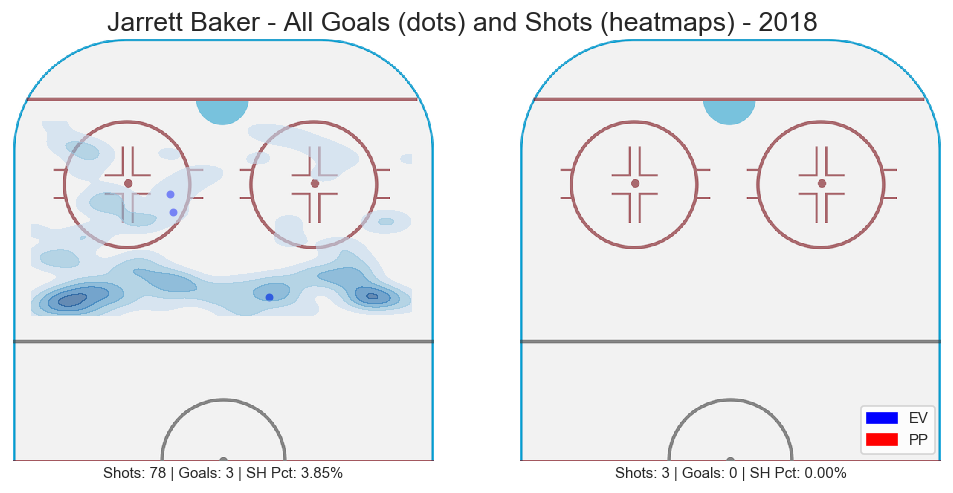 Jarrett Baker - All Goals (dots) and Shots (heatmaps) - 2018
EV
PP
Shots: 78 | Goals: 3 | SH Pct: 3.85%
Shots: 3 | Goals: 0 | SH Pct: 0.00%